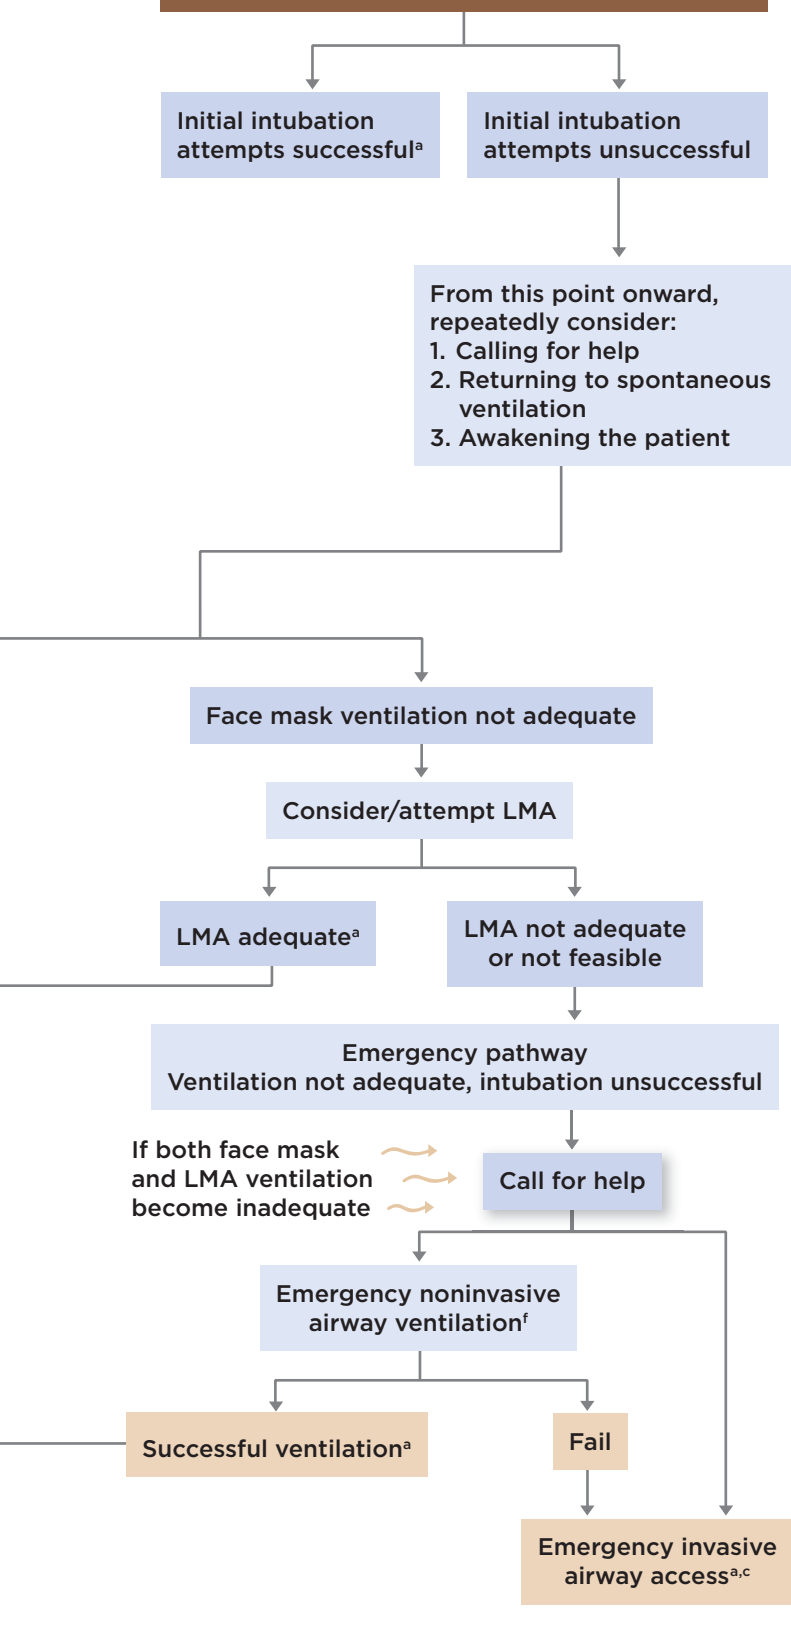 Initial intubation
attempts successfulᵃ
Initial intubation
attempts unsuccessful
From this point onward,
repeatedly consider:
1. Calling for help
2. Returning to spontaneous
ventilation
3. Awakening the patient
Face mask ventilation not adequate
Consider/attempt LMA
LMA adequateᵃ
LMA not adequate
or not feasible
Emergency pathway
Ventilation not adequate, intubation unsuccessful
If both face mask
and LMA ventilation
become inadequate
Call for help
Emergency noninvasive
airway ventilationᶠ
Successful ventilationᵃ
Fail
Emergency invasive
airway accessᵃ,ᶜ